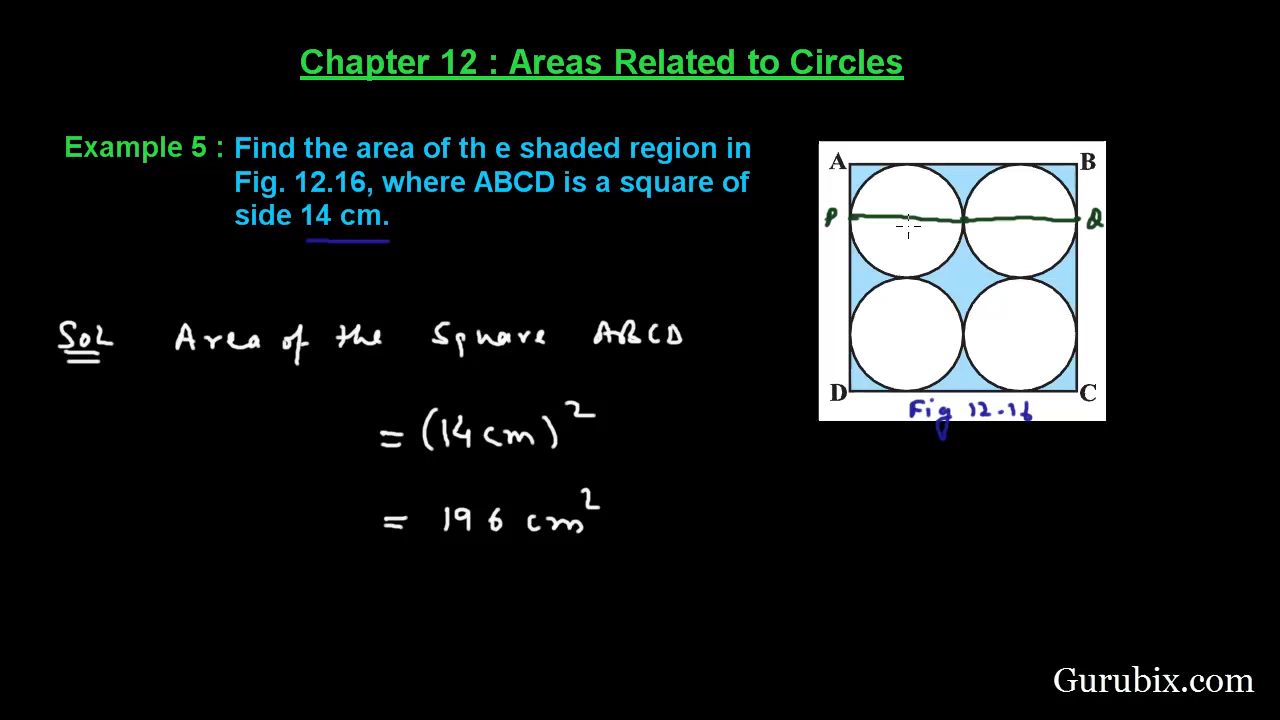 Chapter 12 : Areas Related to Circles
Example 5 : Find the area of th e shaded region in
Fig. 12.16, where ABCD is a square of
side 14 cm.
A B
P Q
D C
Fig 12.16
Sol Area of the Square ABCD
= (14 cm)²
= 196 cm²
Gurubix.com